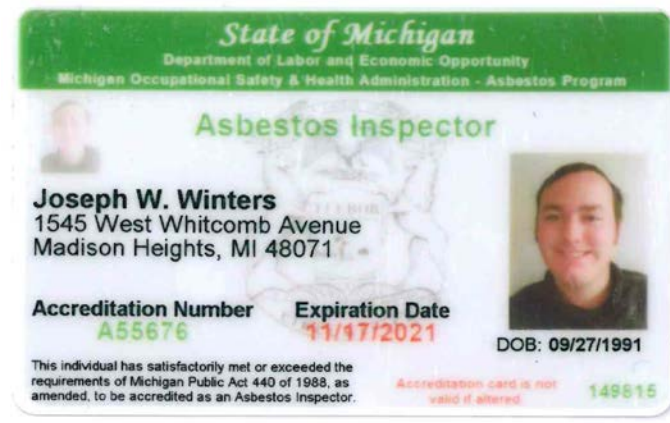 State of Michigan
Department of Labor and Economic Opportunity
Michigan Occupational Safety & Health Administration - Asbestos Program
Asbestos Inspector
Joseph W. Winters
1545 West Whitcomb Avenue
Madison Heights, MI 48071
Accreditation Number
A55676
Expiration Date
11/17/2021
DOB: 09/27/1991
This individual has satisfactorily met or exceeded the
requirements of Michigan Public Act 440 of 1988, as
amended, to be accredited as an Asbestos Inspector.
Accreditation card is not
valid if altered.
149815